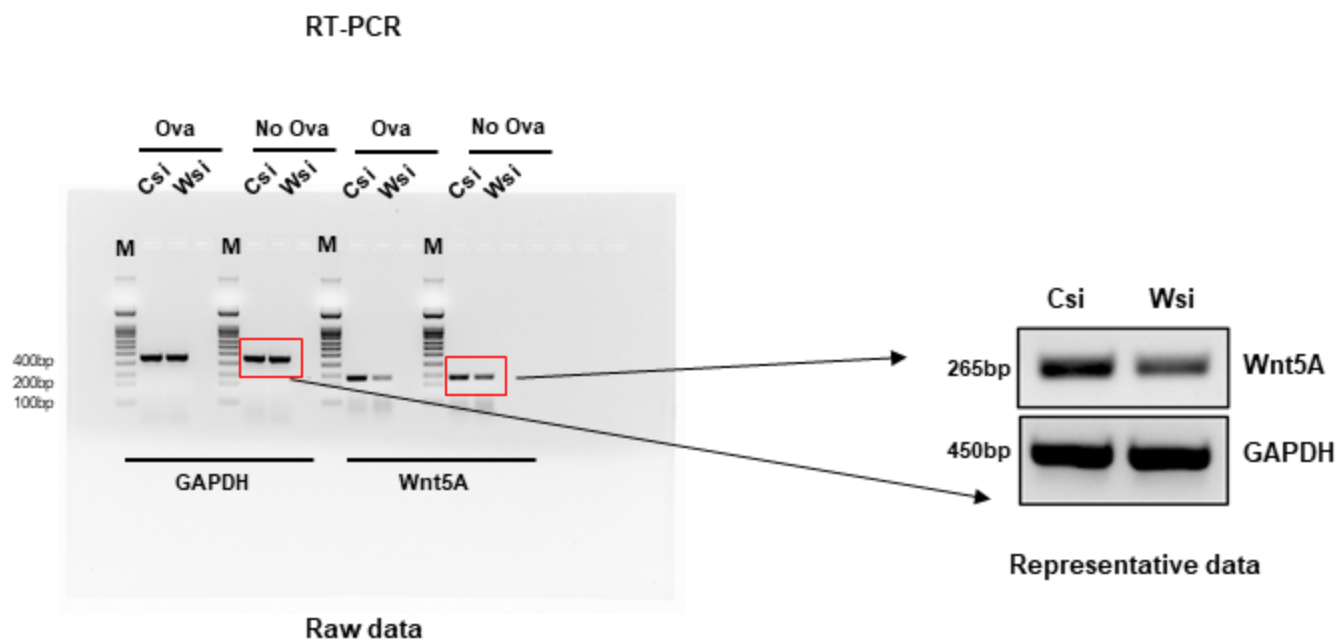 RT-PCR
Ova No Ova Ova No Ova
Csi Wsi Csi Wsi Csi Wsi Csi Wsi
M M M M
400bp
200bp
100bp
GAPDH Wnt5A
Raw data
Csi Wsi
265bp Wnt5A
450bp GAPDH
Representative data